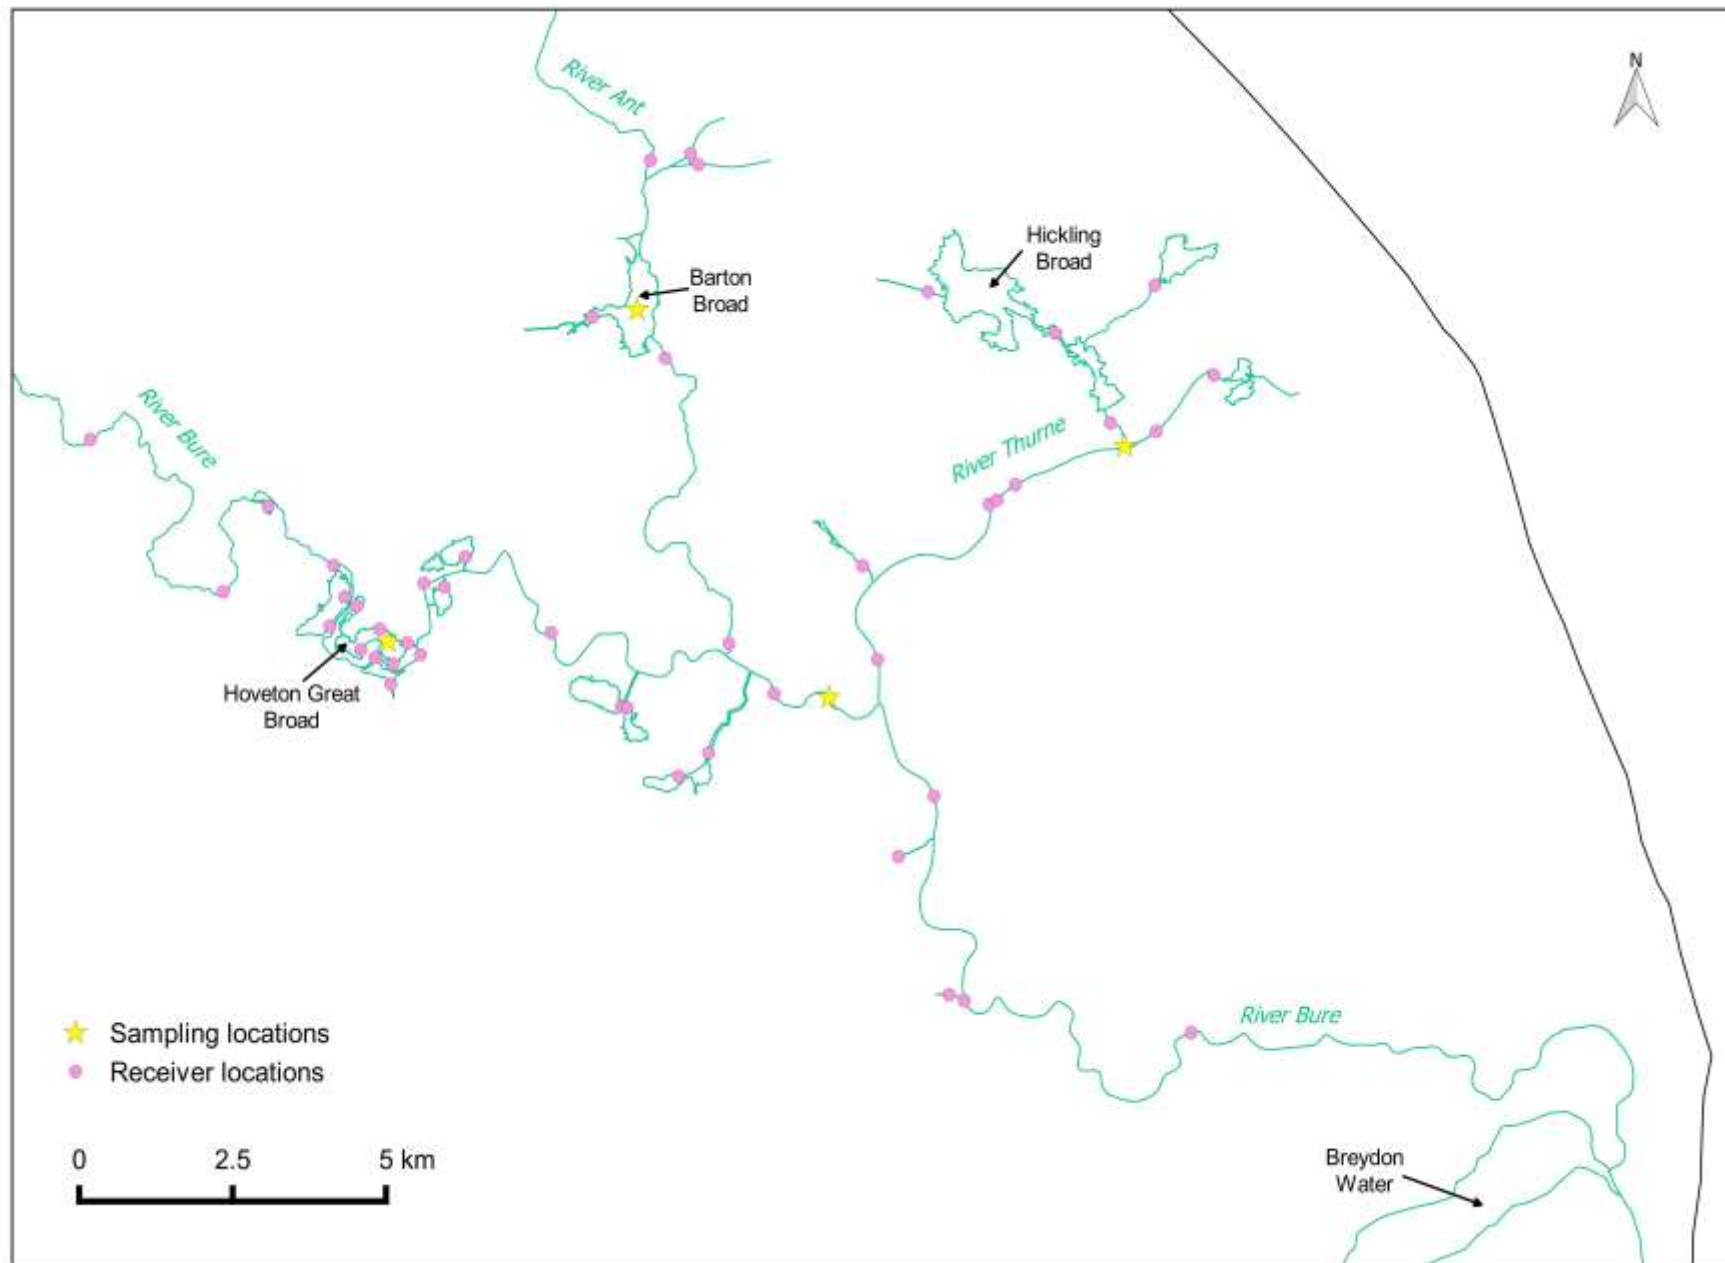 N
River Ant
Hickling
Broad
Barton
Broad
River Bure
River Thurne
Hoveton Great
Broad
River Bure
Sampling locations
Receiver locations
0 2.5 5 km
Breydon
Water